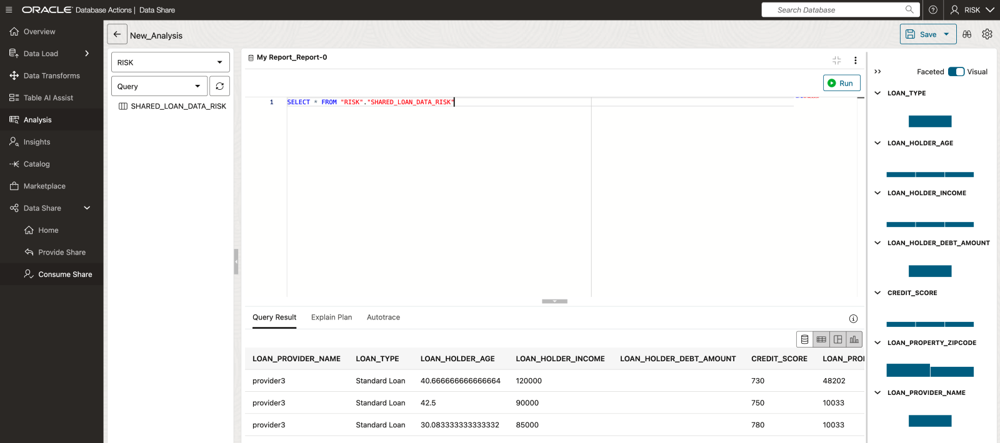 ORACLE Database Actions | Data Share
Search Database
RISK
Overview
Data Load
Data Transforms
Table AI Assist
Analysis
Insights
Catalog
Marketplace
Data Share
Home
Provide Share
Consume Share
New_Analysis
Save
RISK
Query
SHARED_LOAN_DATA_RISK
My Report_Report-0
Run
1 SELECT * FROM "RISK"."SHARED_LOAN_DATA_RISK"
Query Result Explain Plan Autotrace
LOAN_PROVIDER_NAME LOAN_TYPE LOAN_HOLDER_AGE LOAN_HOLDER_INCOME LOAN_HOLDER_DEBT_AMOUNT CREDIT_SCORE LOAN_PRO
provider3 Standard Loan 40.666666666666664 120000 730 48202
provider3 Standard Loan 42.5 90000 750 10033
provider3 Standard Loan 30.083333333333332 85000 780 10033
Faceted Visual
LOAN_TYPE
LOAN_HOLDER_AGE
LOAN_HOLDER_INCOME
LOAN_HOLDER_DEBT_AMOUNT
CREDIT_SCORE
LOAN_PROPERTY_ZIPCODE
LOAN_PROVIDER_NAME